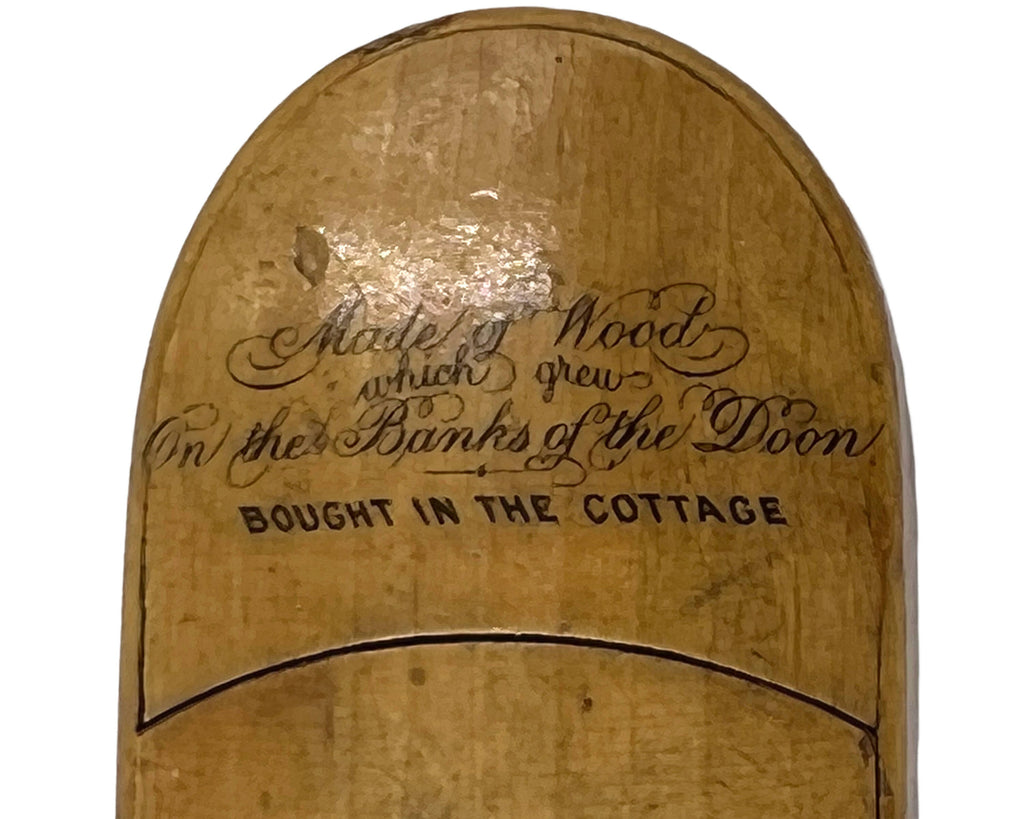 Made of Wood
which grew
On the Banks of the Doon
BOUGHT IN THE COTTAGE